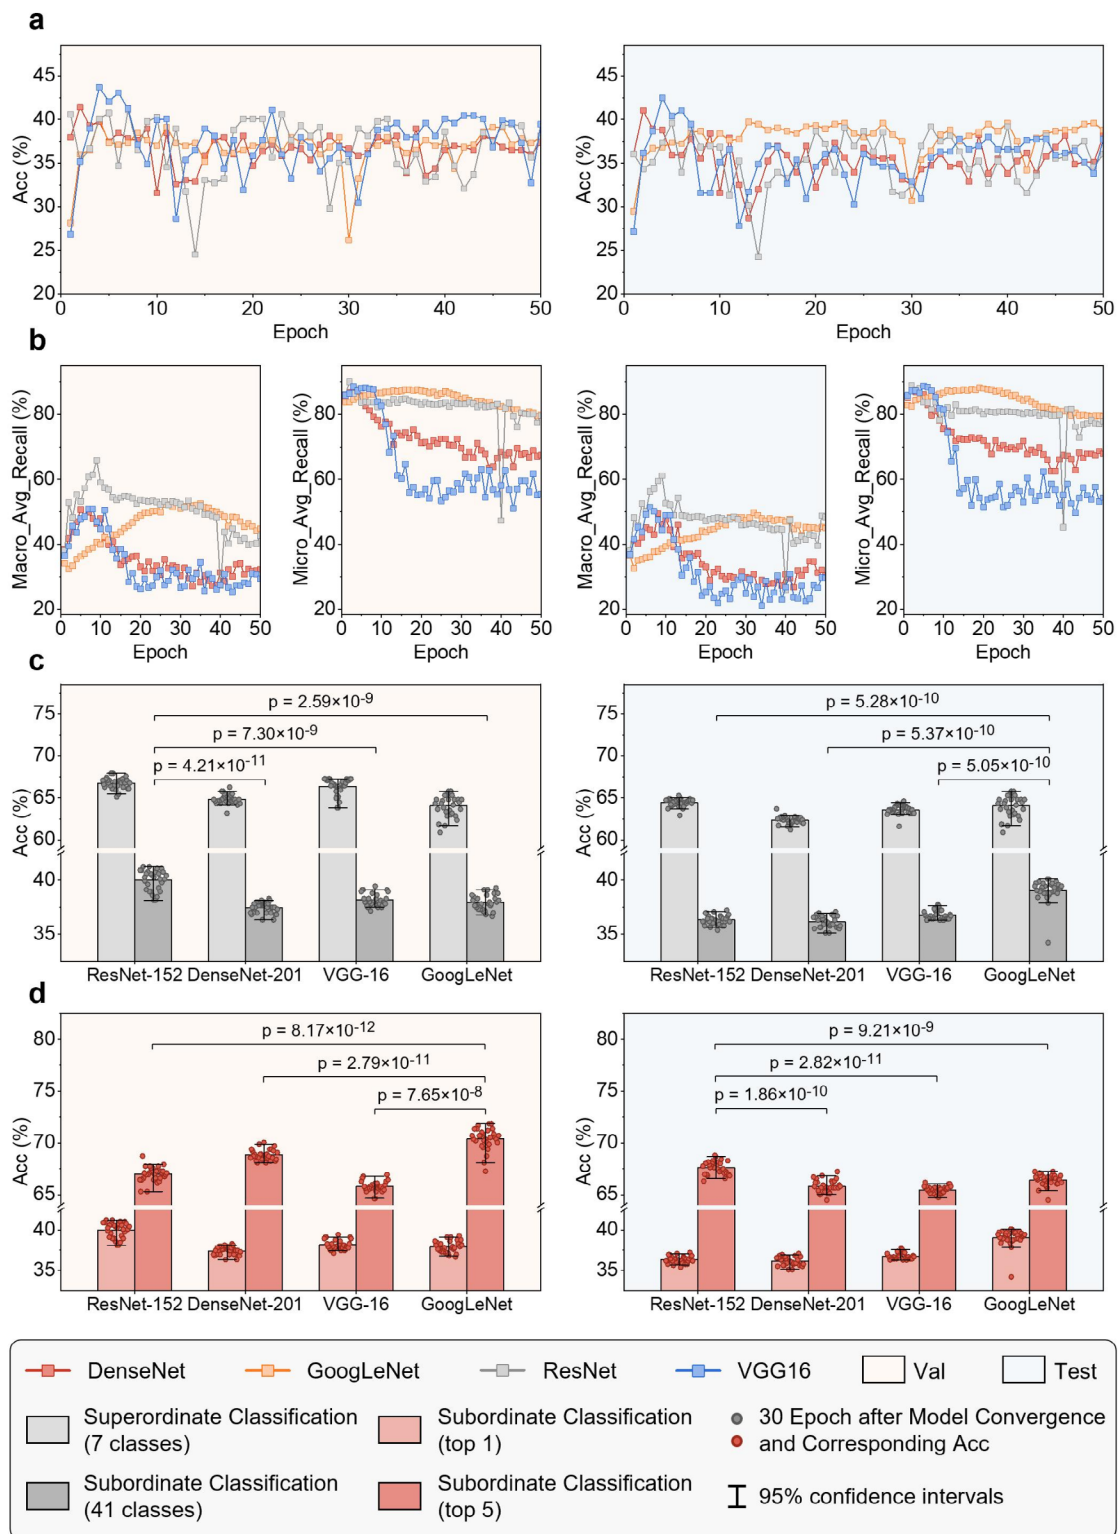 a
Acc (%)
45
40
35
30
25
20
0 10 20 30 40 50
Epoch
Acc (%)
45
40
35
30
25
20
0 10 20 30 40 50
Epoch
b
Macro_Avg_Recall (%)
80
60
40
20
0 10 20 30 40 50
Epoch
Micro_Avg_Recall (%)
80
60
40
20
0 10 20 30 40 50
Epoch
Macro_Avg_Recall (%)
80
60
40
20
0 10 20 30 40 50
Epoch
Micro_Avg_Recall (%)
80
60
40
20
0 10 20 30 40 50
Epoch
c
Acc (%)
75
70
65
60
40
35
p = 2.59×10-9
p = 7.30×10-9
p = 4.21×10-11
ResNet-152 DenseNet-201 VGG-16 GoogLeNet
Acc (%)
75
70
65
60
40
35
p = 5.28×10-10
p = 5.37×10-10
p = 5.05×10-10
ResNet-152 DenseNet-201 VGG-16 GoogLeNet
d
Acc (%)
80
75
70
65
40
35
p = 8.17×10-12
p = 2.79×10-11
p = 7.65×10-8
ResNet-152 DenseNet-201 VGG-16 GoogLeNet
Acc (%)
80
75
70
65
40
35
p = 9.21×10-9
p = 2.82×10-11
p = 1.86×10-10
ResNet-152 DenseNet-201 VGG-16 GoogLeNet
DenseNet GoogLeNet ResNet VGG16 Val Test
Superordinate Classification
(7 classes)
Subordinate Classification
(top 1)
30 Epoch after Model Convergence
and Corresponding Acc
Subordinate Classification
(41 classes)
Subordinate Classification
(top 5)
95% confidence intervals